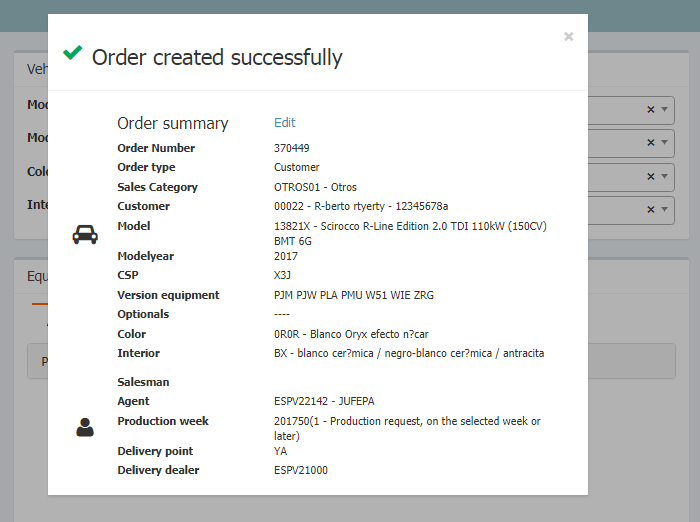 Order created successfully
×
Veh
Mod
Mod
Colo
Inte
×
×
×
×
Equ
P
Order summary Edit
Order Number 370449
Order type Customer
Sales Category OTROS01 - Otros
Customer 00022 - R-berto rtyerty - 12345678a
Model 13821X - Scirocco R-Line Edition 2.0 TDI 110kW (150CV)
BMT 6G
Modelyear 2017
CSP X3J
Version equipment PJM PJW PLA PMU W51 WIE ZRG
Optionals ----
Color 0R0R - Blanco Oryx efecto n?car
Interior BX - blanco cer?mica / negro-blanco cer?mica / antracita
Salesman
Agent ESPV22142 - JUFEPA
Production week 201750(1 - Production request, on the selected week or
later)
Delivery point YA
Delivery dealer ESPV21000